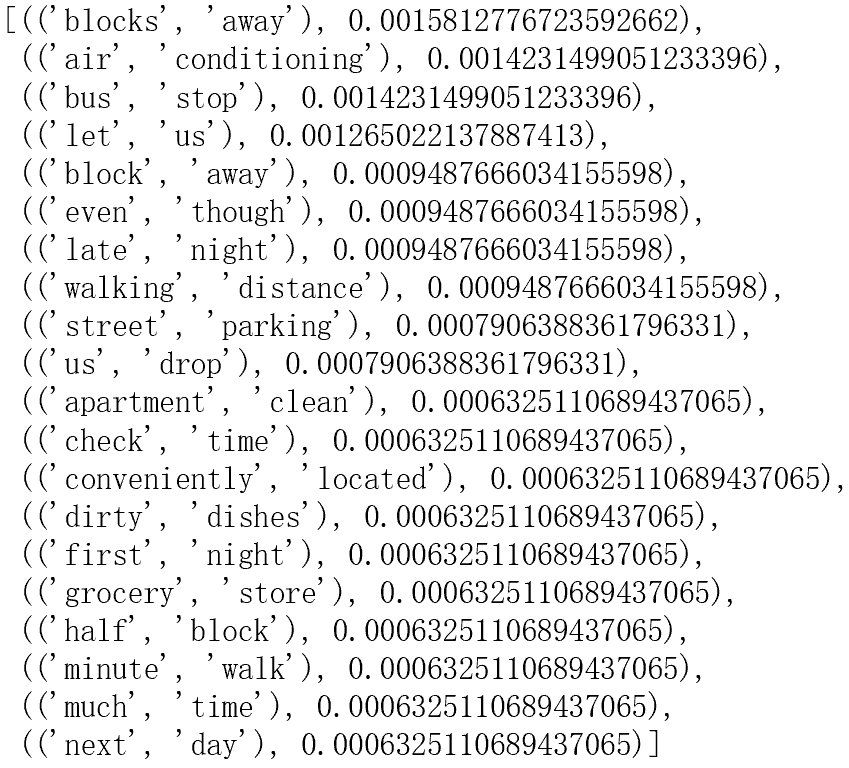 [(('blocks', 'away'), 0.0015812776723592662),
(('air', 'conditioning'), 0.0014231499051233396),
(('bus', 'stop'), 0.0014231499051233396),
(('let', 'us'), 0.001265022137887413),
(('block', 'away'), 0.0009487666034155598),
(('even', 'though'), 0.0009487666034155598),
(('late', 'night'), 0.0009487666034155598),
(('walking', 'distance'), 0.0009487666034155598),
(('street', 'parking'), 0.0007906388361796331),
(('us', 'drop'), 0.0007906388361796331),
(('apartment', 'clean'), 0.0006325110689437065),
(('check', 'time'), 0.0006325110689437065),
(('conveniently', 'located'), 0.0006325110689437065),
(('dirty', 'dishes'), 0.0006325110689437065),
(('first', 'night'), 0.0006325110689437065),
(('grocery', 'store'), 0.0006325110689437065),
(('half', 'block'), 0.0006325110689437065),
(('minute', 'walk'), 0.0006325110689437065),
(('much', 'time'), 0.0006325110689437065),
(('next', 'day'), 0.0006325110689437065)]